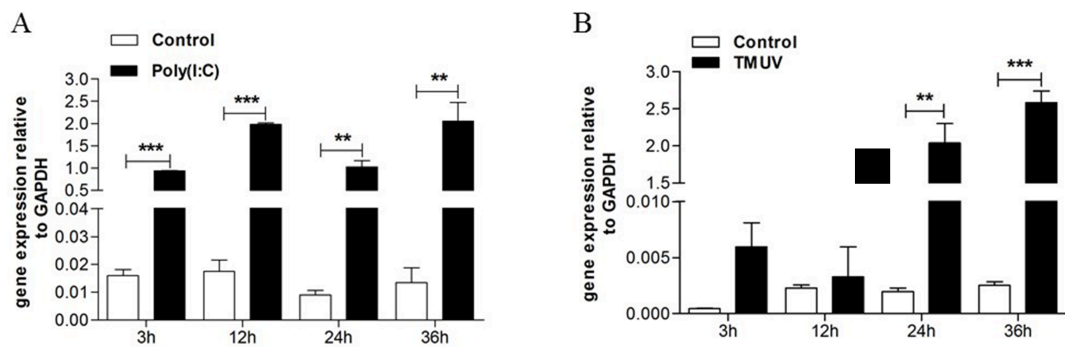 A
Control
Poly(I:C)
gene expression relative
to GAPDH
3.0
2.5
2.0
1.5
1.0
0.5
0.04
0.03
0.02
0.01
0.00
***
***
**
**
3h
12h
24h
36h
B
Control
TMUV
gene expression relative
to GAPDH
3.0
2.5
2.0
1.5
0.010
0.005
0.000
**
***
3h
12h
24h
36h